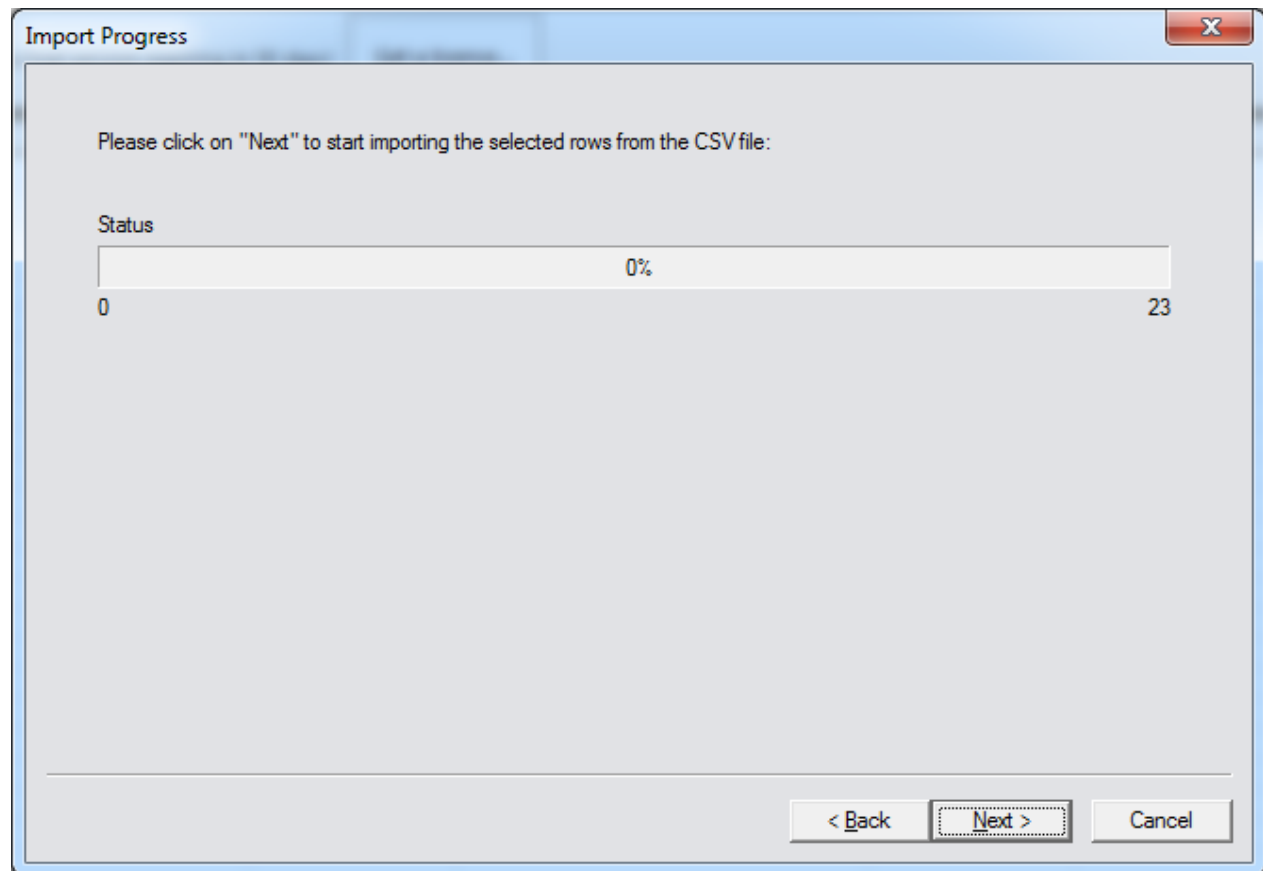 Import Progress
Please click on "Next" to start importing the selected rows from the CSV file:
Status
0%
0 23
< Back Next > Cancel